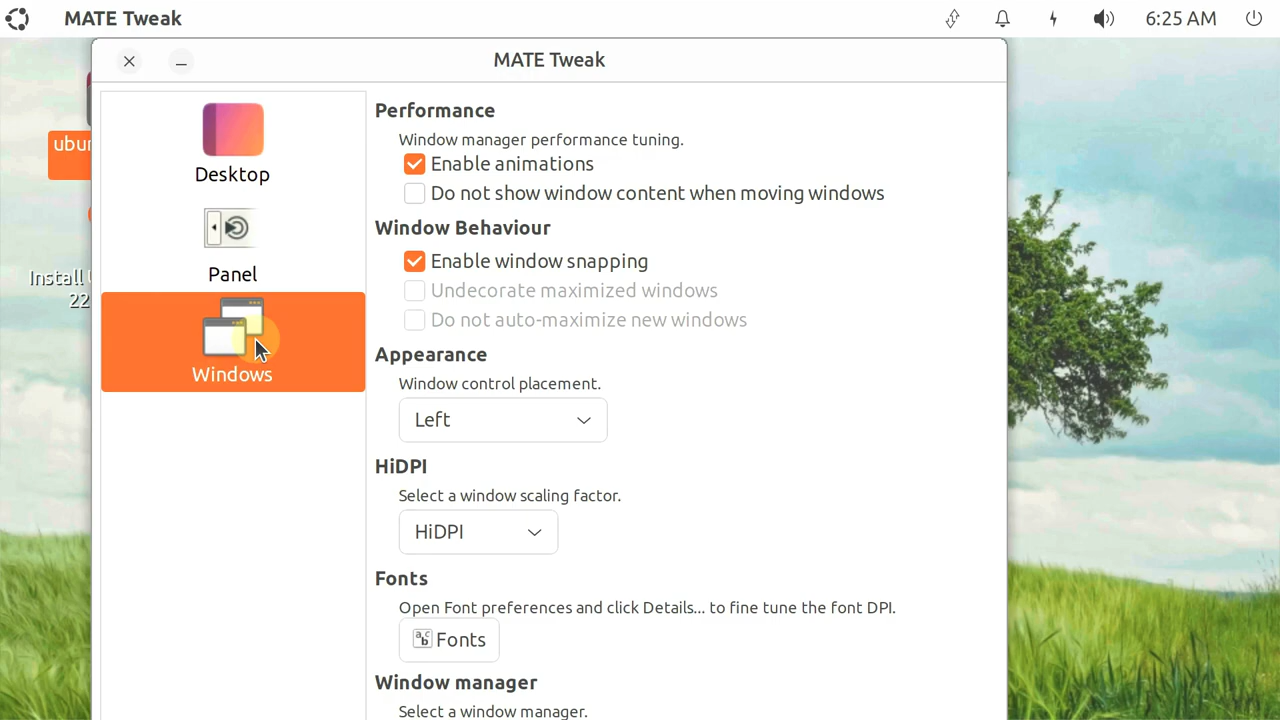 MATE Tweak
6:25 AM
MATE Tweak
ubun
Install U
22
Desktop
Panel
Windows
Performance
Window manager performance tuning.
Enable animations
Do not show window content when moving windows
Window Behaviour
Enable window snapping
Undecorate maximized windows
Do not auto-maximize new windows
Appearance
Window control placement.
Left
HiDPI
Select a window scaling factor.
HiDPI
Fonts
Open Font preferences and click Details... to fine tune the font DPI.
Fonts
Window manager
Select a window manager.